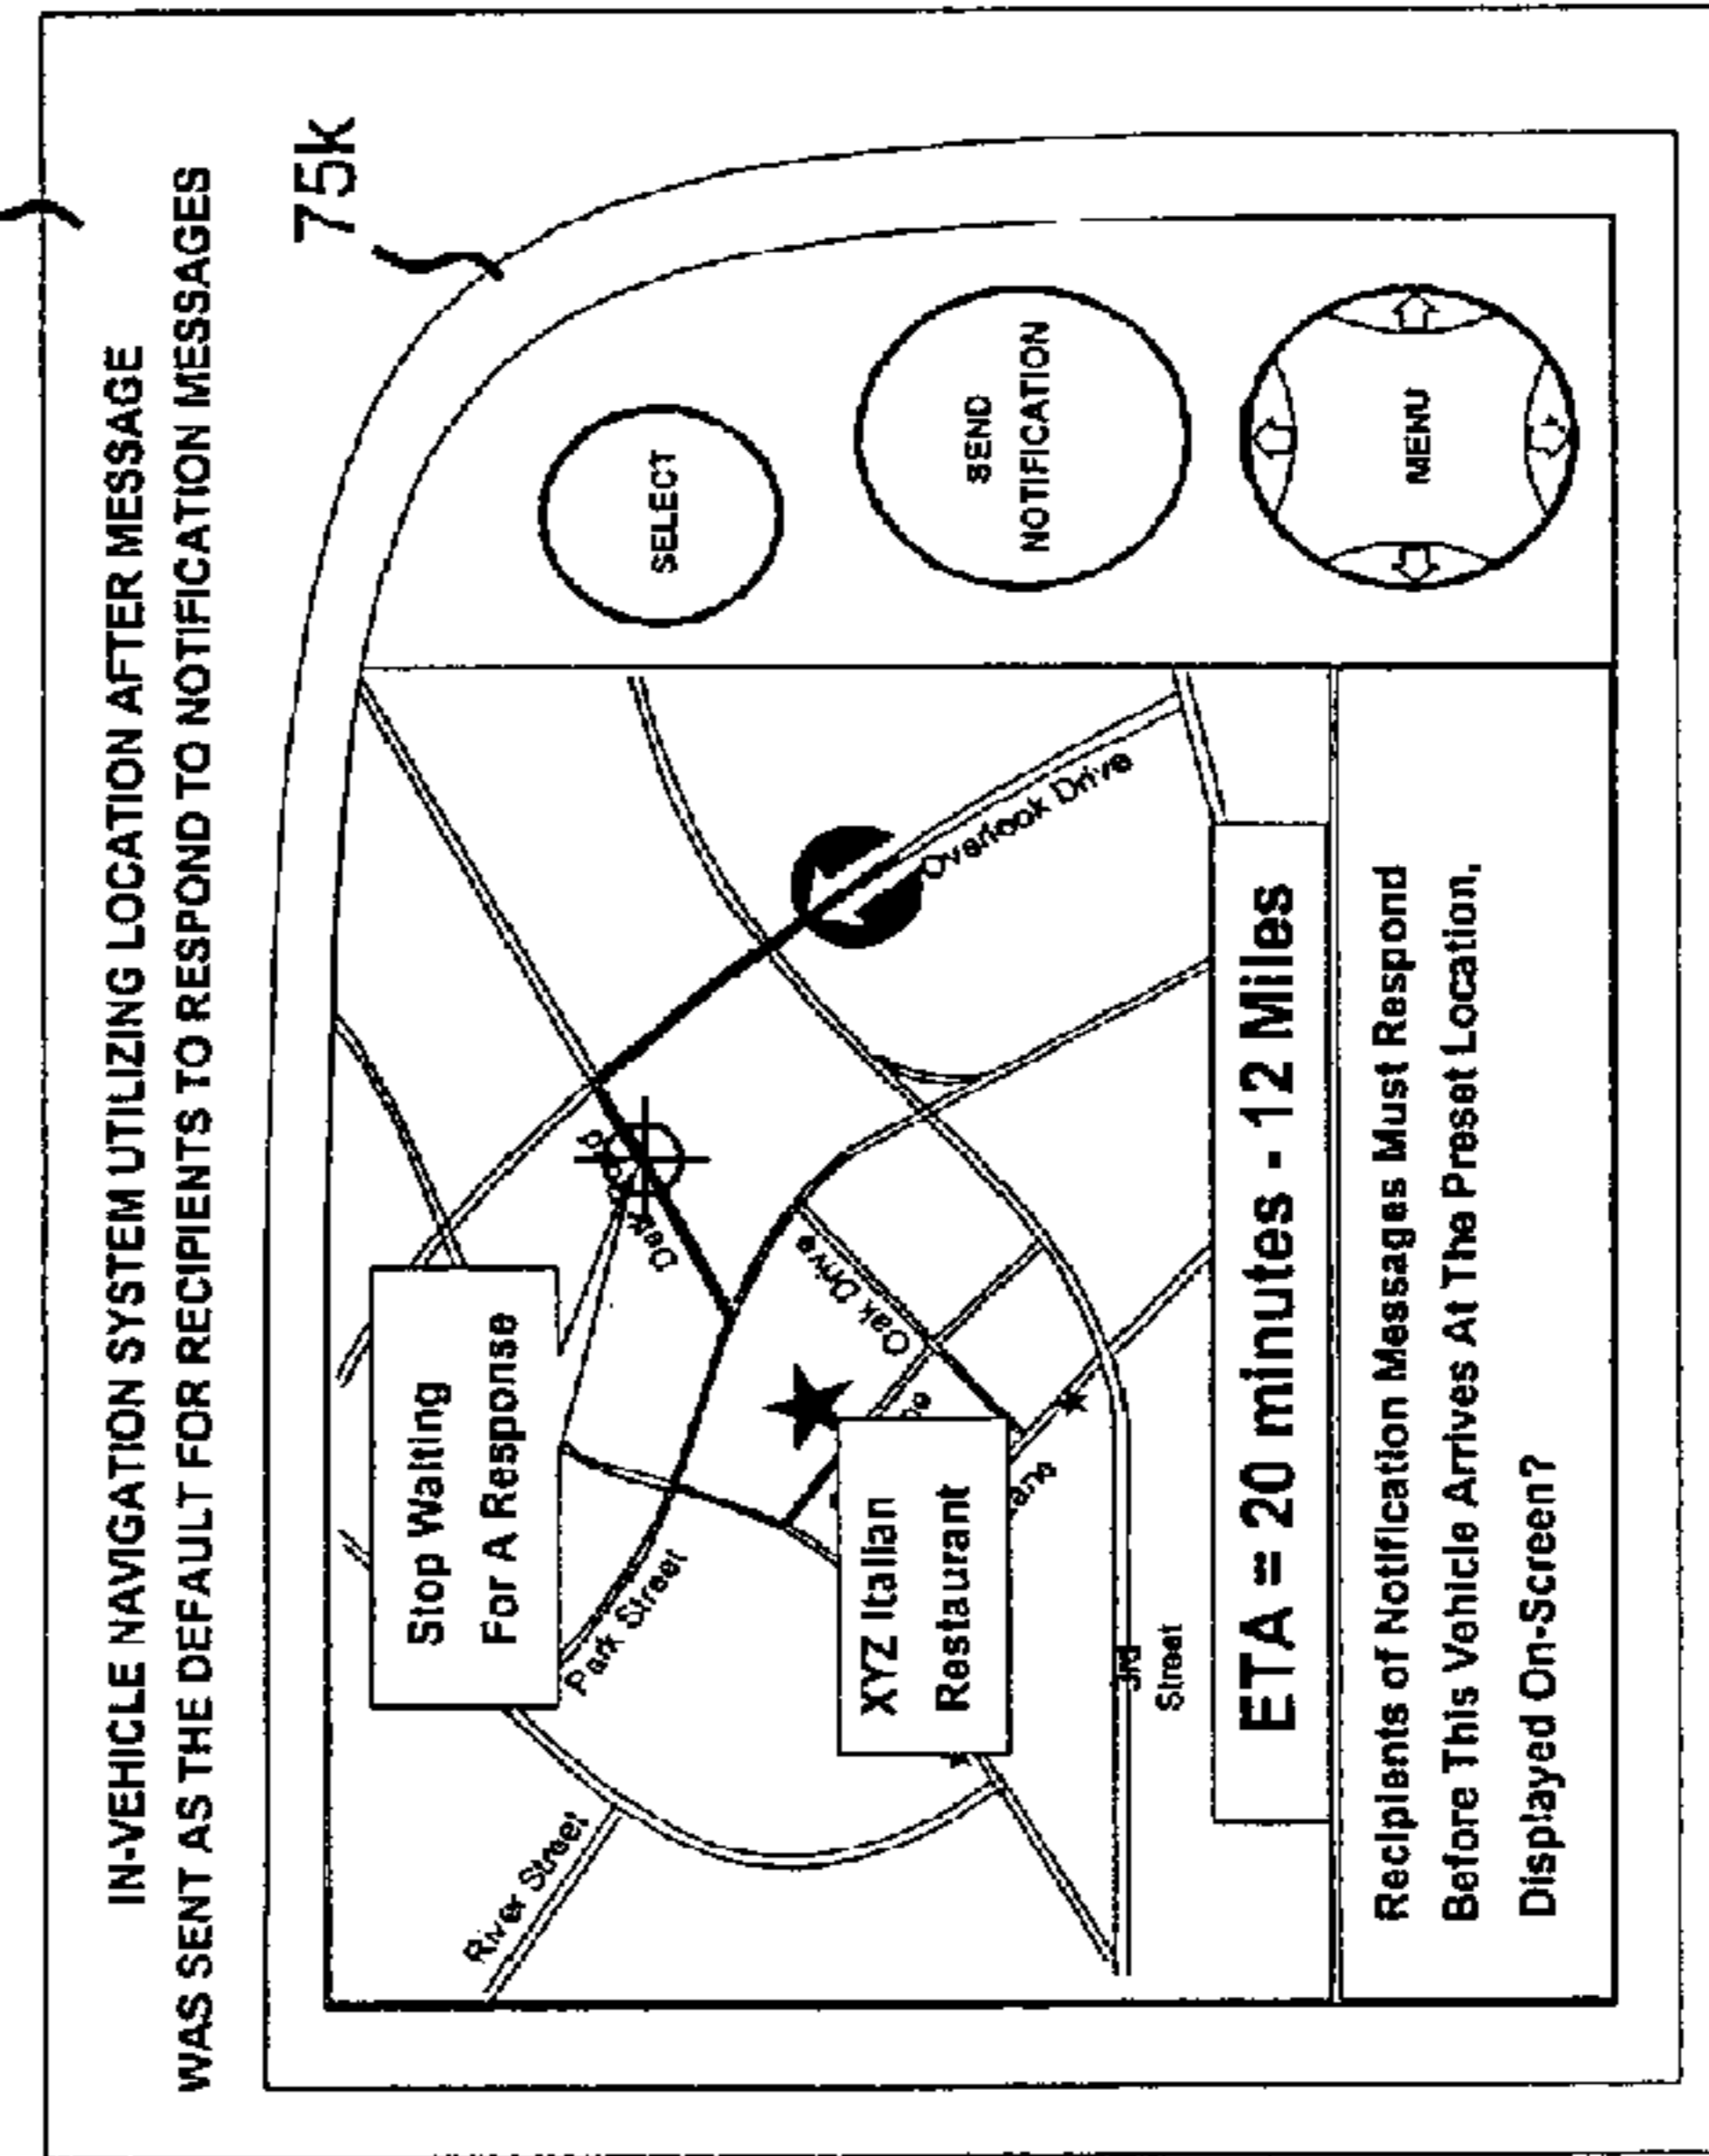 IN-VEHICLE NAVIGATION SYSTEM UTILIZING LOCATION AFTER MESSAGE
WAS SENT AS THE DEFAULT FOR RECIPIENTS TO RESPOND TO NOTIFICATION MESSAGES
75k
Stop Waiting
For A Response
River Street
Park Street
Oak Drive
Overlook Drive
XYZ Italian
Restaurant
3rd
Street
SELECT
SEND
NOTIFICATION
MENU
ETA = 20 minutes - 12 Miles
Recipients of Notification Messages Must Respond
Before This Vehicle Arrives At The Preset Location,
Displayed On-Screen?